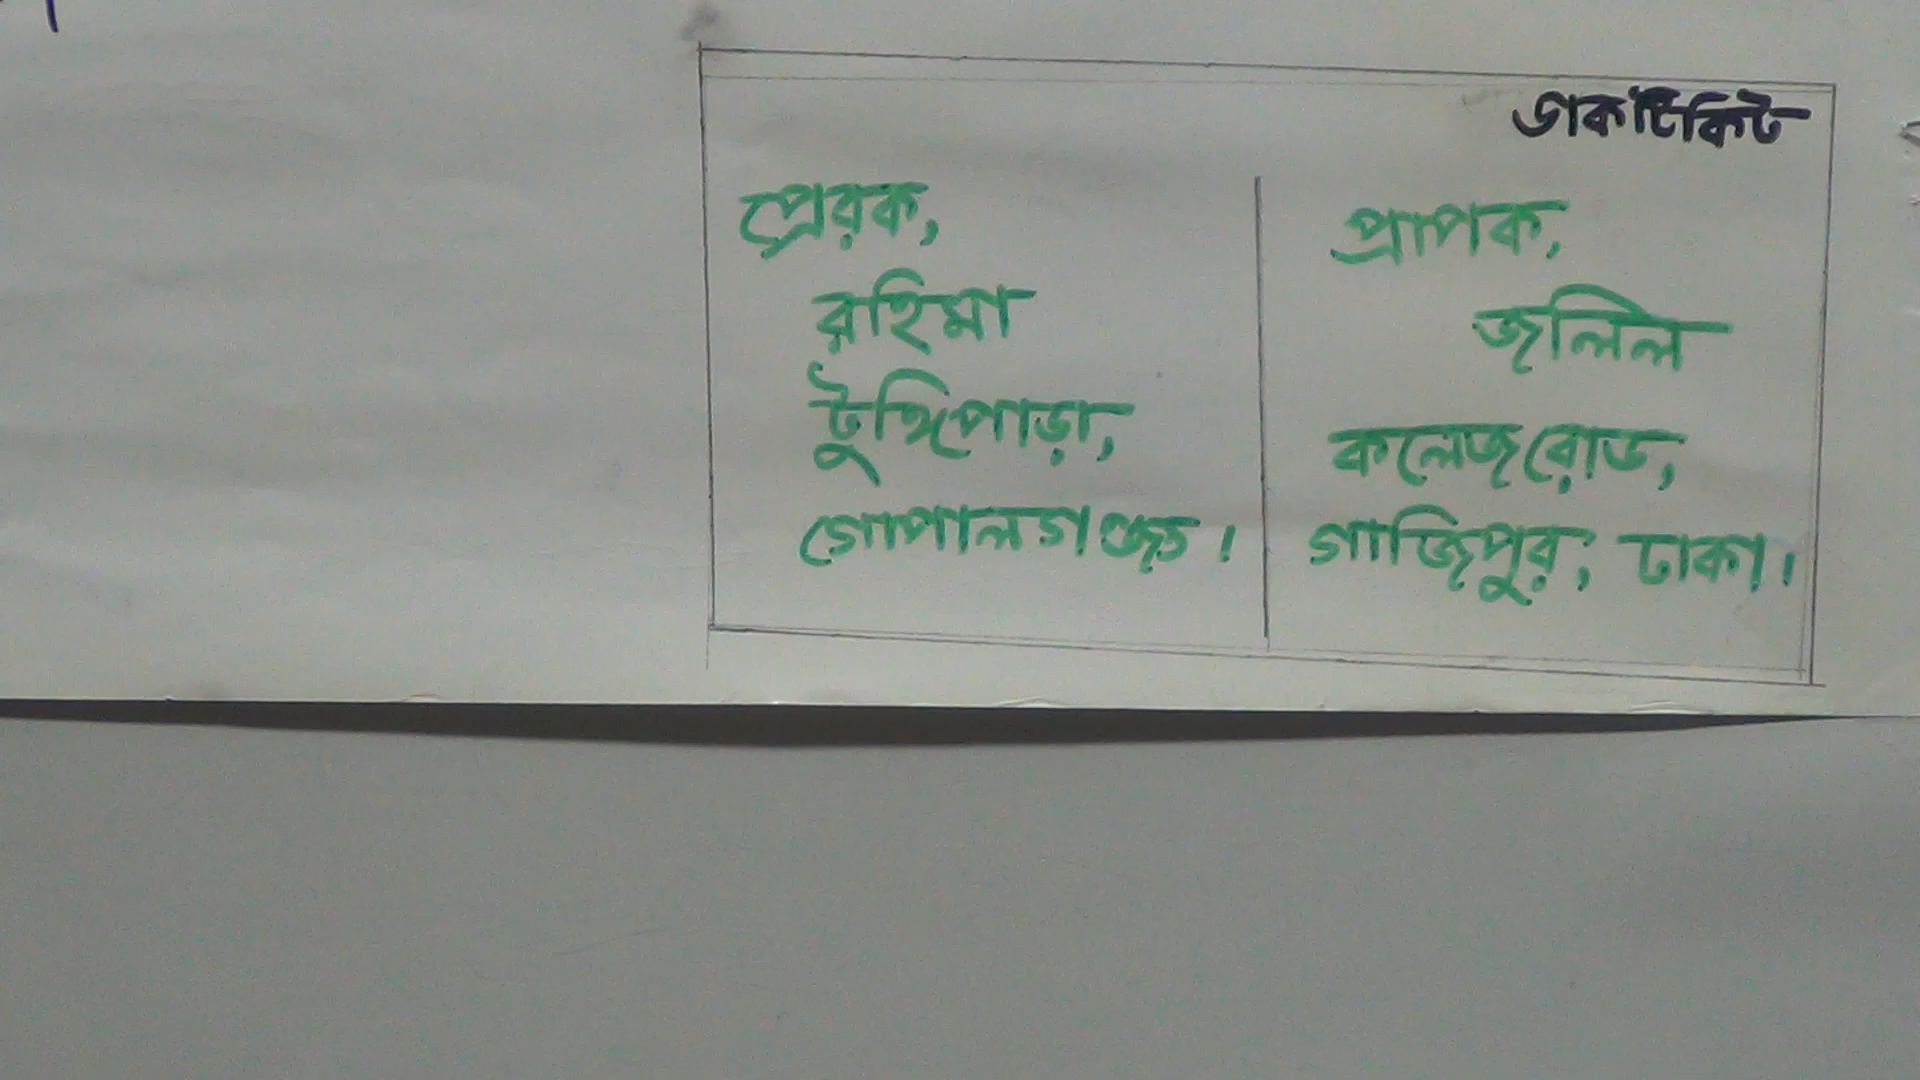 ডাকটিকিট
প্রেরক,
রহিমা
টুঙ্গিপাড়া,
গোপালগঞ্জ।
প্রাপক,
জলিল
কলেজরোড,
গাজিপুর, ঢাকা।